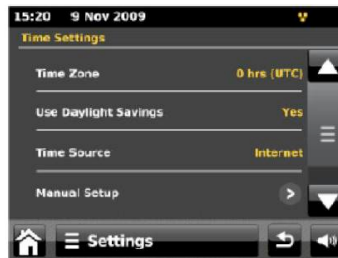 15:20 9 Nov 2009
Time Settings
Time Zone 0 hrs (UTC)
Use Daylight Savings Yes
Time Source Internet
Manual Setup
Settings